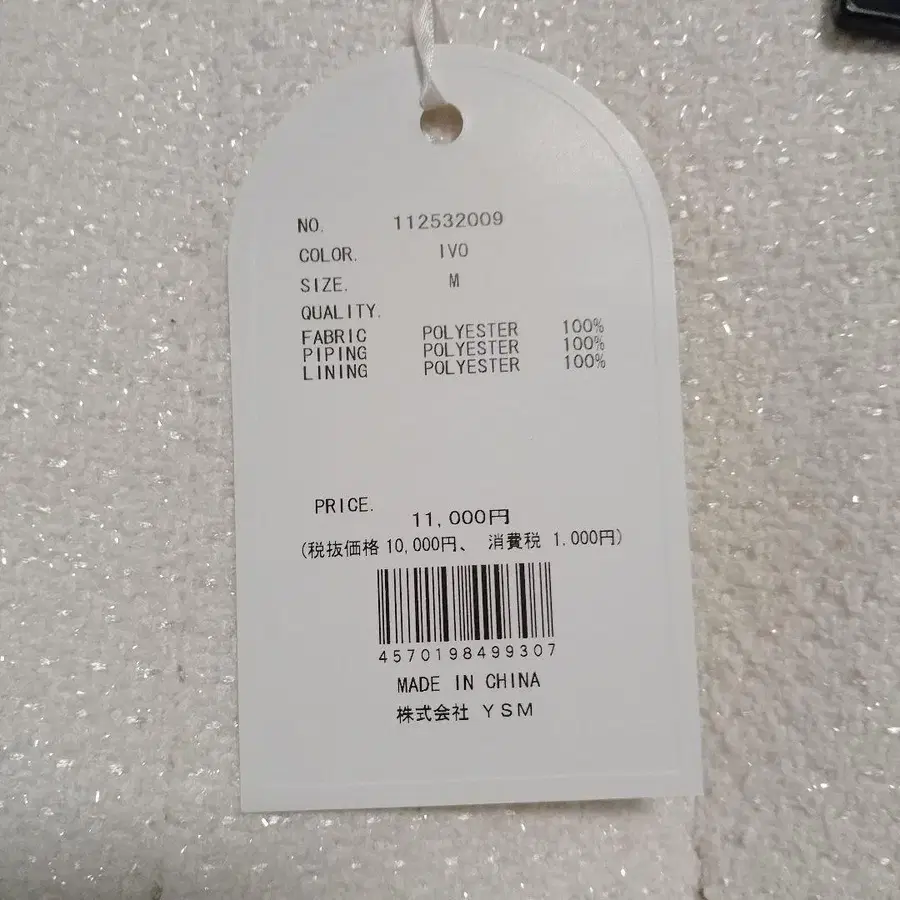 NO. 112532009
COLOR. IVO
SIZE. M
QUALITY.
FABRIC POLYESTER 100%
PIPING POLYESTER 100%
LINING POLYESTER 100%
PRICE.
11,000円
(税抜価格 10,000円、 消費税 1.000円)
4570198499307
MADE IN CHINA
株式会社 YSM